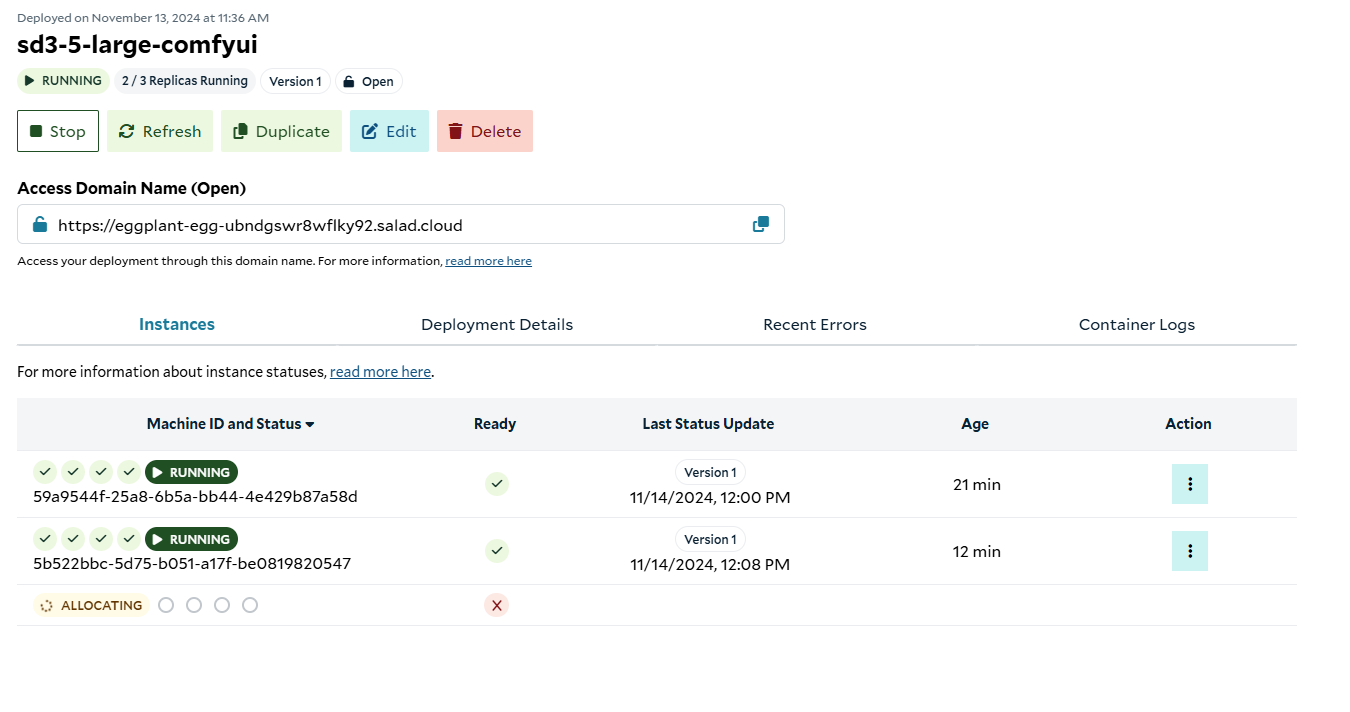 Deployed on November 13, 2024 at 11:36 AM
sd3-5-large-comfyui
RUNNING 2 / 3 Replicas Running Version 1 Open
Stop Refresh Duplicate Edit Delete
Access Domain Name (Open)
https://eggplant-egg-ubndgswr8wflky92.salad.cloud
Access your deployment through this domain name. For more information, read more here
Instances Deployment Details Recent Errors Container Logs
For more information about instance statuses, read more here.
Machine ID and Status Ready Last Status Update Age Action
RUNNING Version 1
59a9544f-25a8-6b5a-bb44-4e429b87a58d 11/14/2024, 12:00 PM 21 min
RUNNING Version 1
5b522bbc-5d75-b051-a17f-be0819820547 11/14/2024, 12:08 PM 12 min
ALLOCATING